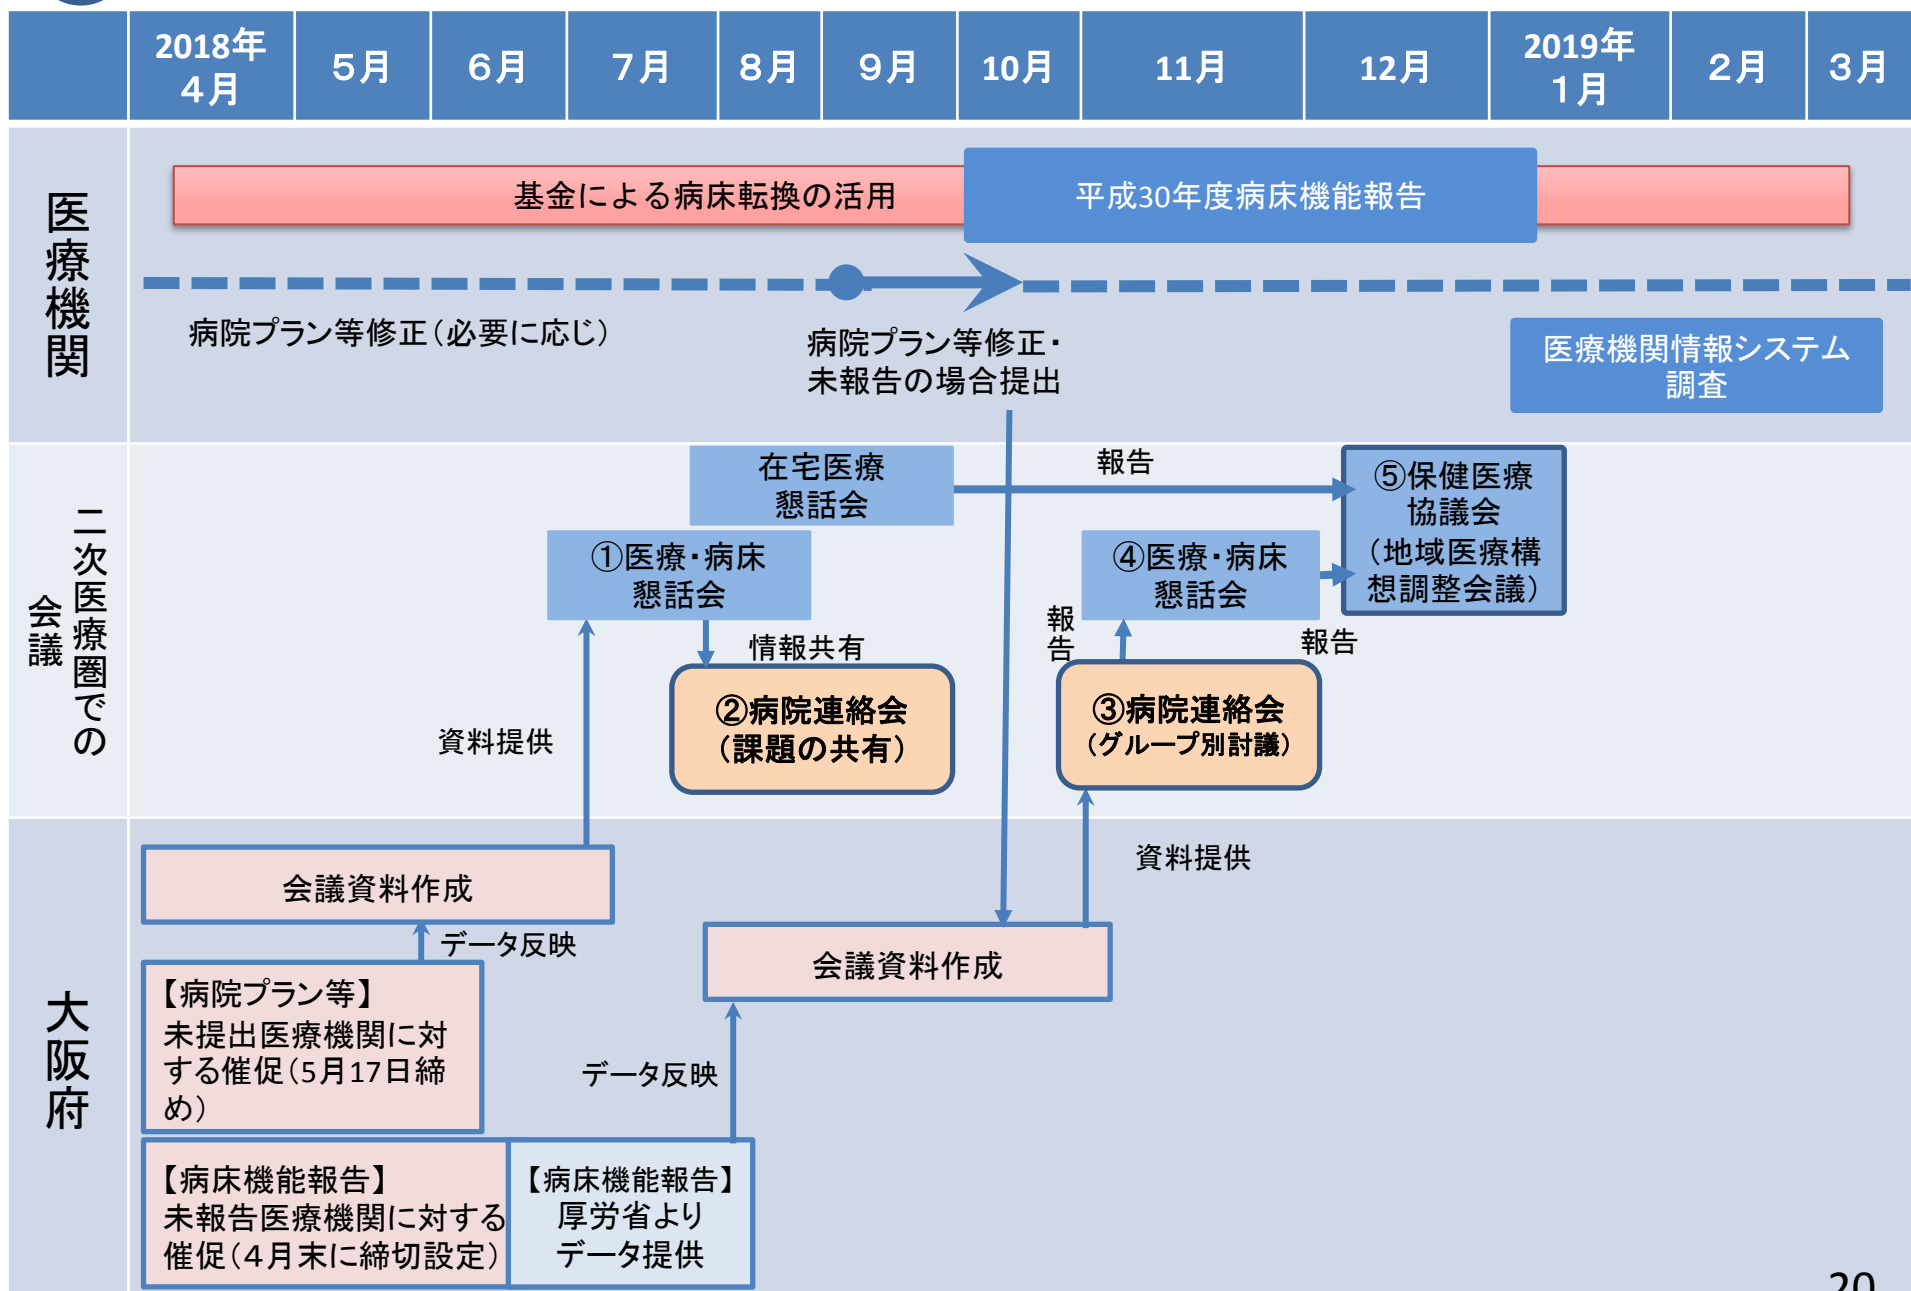 2018年
４月
５月
６月
７月
８月
９月
10月
11月
12月
2019年
１月
２月
３月
医療機関
基金による病床転換の活用
平成30年度病床機能報告
病院プラン等修正（必要に応じ）
病院プラン等修正・
未報告の場合提出
医療機関情報システム
調査
二次医療圏での
会議
在宅医療
懇話会
報告
⑤保健医療
協議会
（地域医療構
想調整会議）
①医療・病床
懇話会
④医療・病床
懇話会
情報共有
報
告
報告
②病院連絡会
（課題の共有）
③病院連絡会
（グループ別討議）
資料提供
資料提供
大阪府
会議資料作成
データ反映
会議資料作成
【病院プラン等】
未提出医療機関に対
する催促（5月17日締
め）
データ反映
【病床機能報告】
未報告医療機関に対する
催促（４月末に締切設定）
【病床機能報告】
厚労省より
データ提供
20